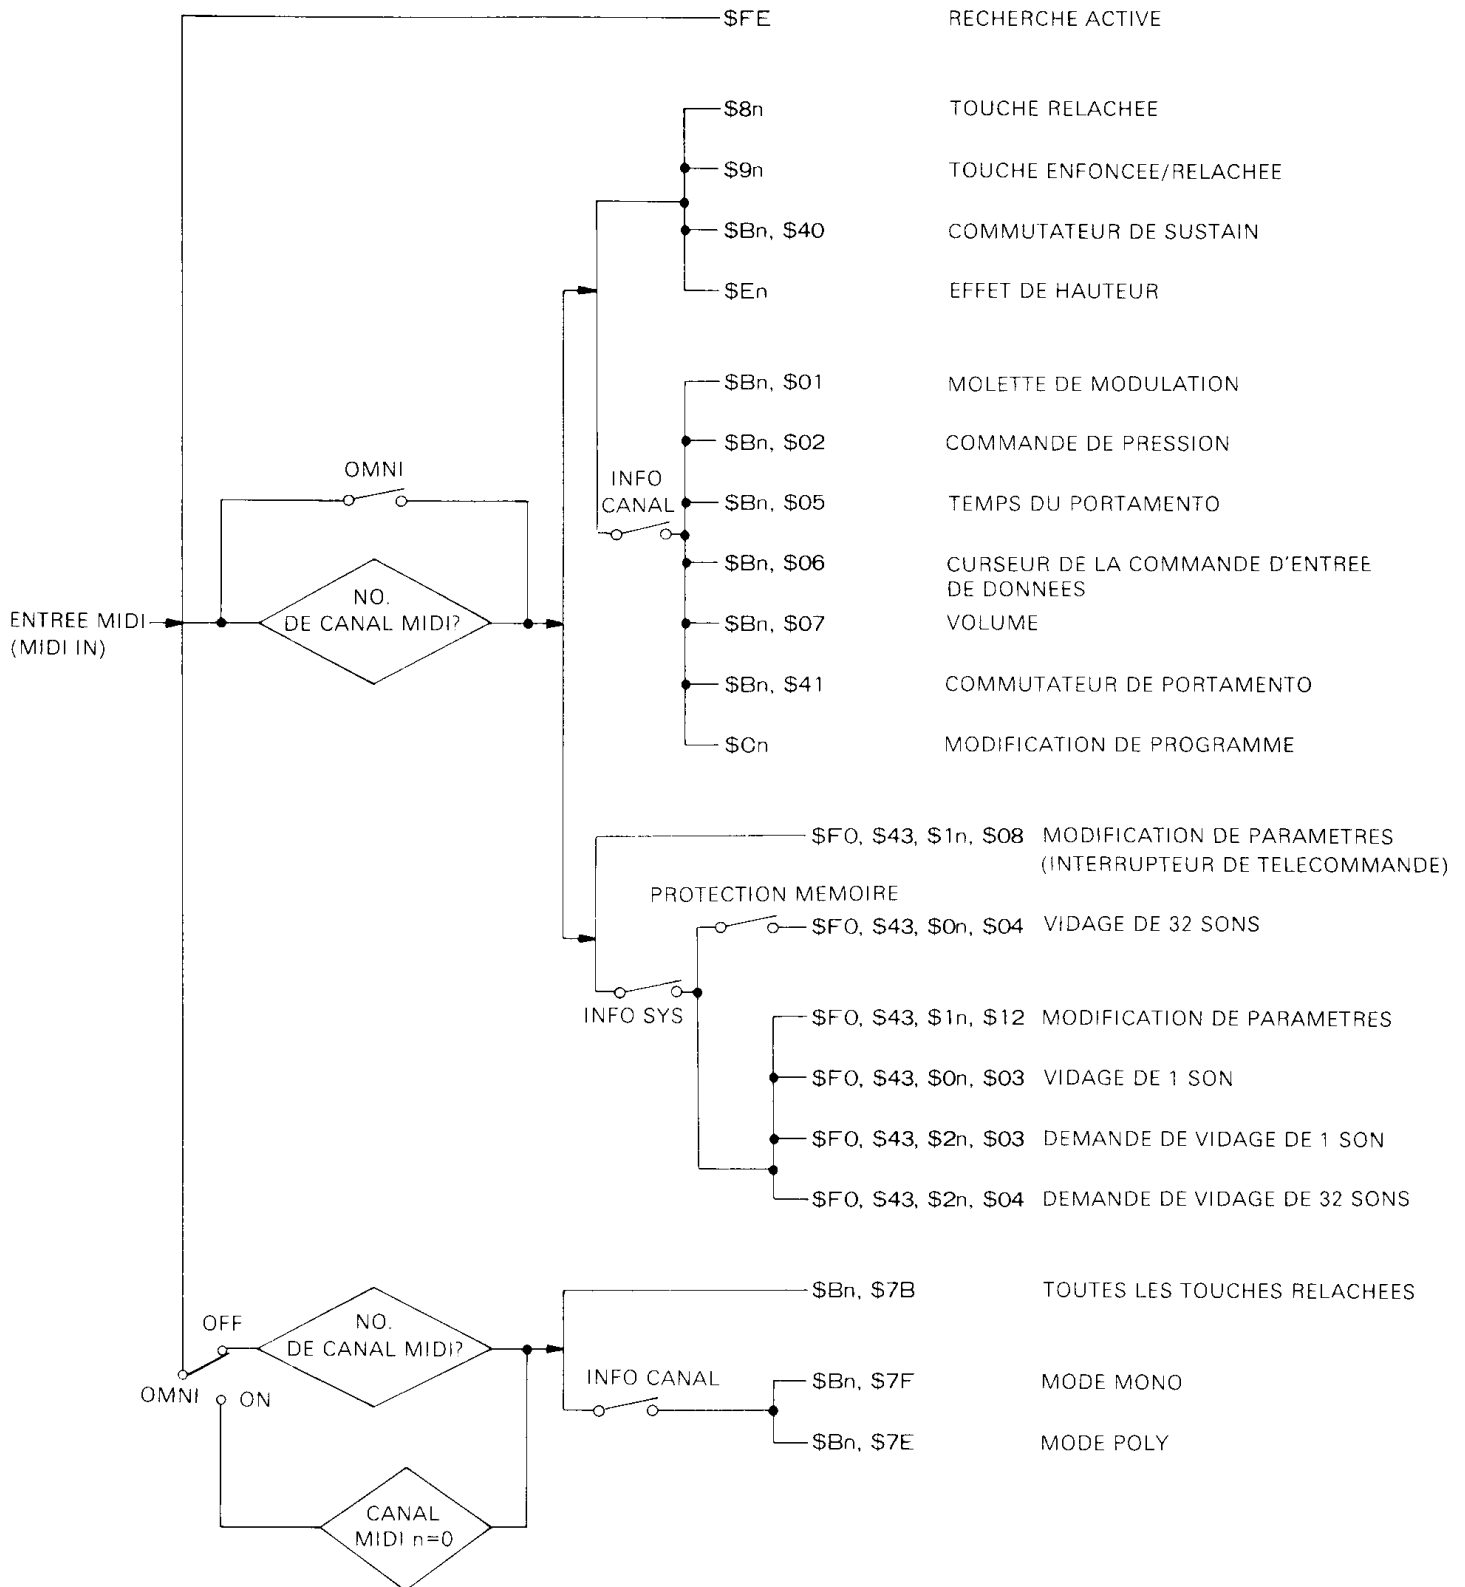 $FE RECHERCHE ACTIVE
$8n TOUCHE RELACHEE
$9n TOUCHE ENFONCEE/RELACHEE
$Bn, $40 COMMUTATEUR DE SUSTAIN
$En EFFET DE HAUTEUR
$Bn, $01 MOLETTE DE MODULATION
$Bn, $02 COMMANDE DE PRESSION
OMNI
INFO
CANAL
$Bn, $05 TEMPS DU PORTAMENTO
$Bn, $06 CURSEUR DE LA COMMANDE D'ENTREE
DE DONNEES
NO.
DE CANAL MIDI?
ENTREE MIDI
(MIDI IN)
$Bn, $07 VOLUME
$Bn, $41 COMMUTATEUR DE PORTAMENTO
$Cn MODIFICATION DE PROGRAMME
$F0, $43, $1n, $08 MODIFICATION DE PARAMETRES
(INTERRUPTEUR DE TELECOMMANDE)
PROTECTION MEMOIRE
$F0, $43, $0n, $04 VIDAGE DE 32 SONS
INFO SYS
$F0, $43, $1n, $12 MODIFICATION DE PARAMETRES
$F0, $43, $0n, $03 VIDAGE DE 1 SON
$F0, $43, $2n, $03 DEMANDE DE VIDAGE DE 1 SON
$F0, $43, $2n, $04 DEMANDE DE VIDAGE DE 32 SONS
$Bn, $7B TOUTES LES TOUCHES RELACHEES
OFF
NO.
DE CANAL MIDI?
OMNI
ON
INFO CANAL
$Bn, $7F MODE MONO
$Bn, $7E MODE POLY
CANAL
MIDI n=0